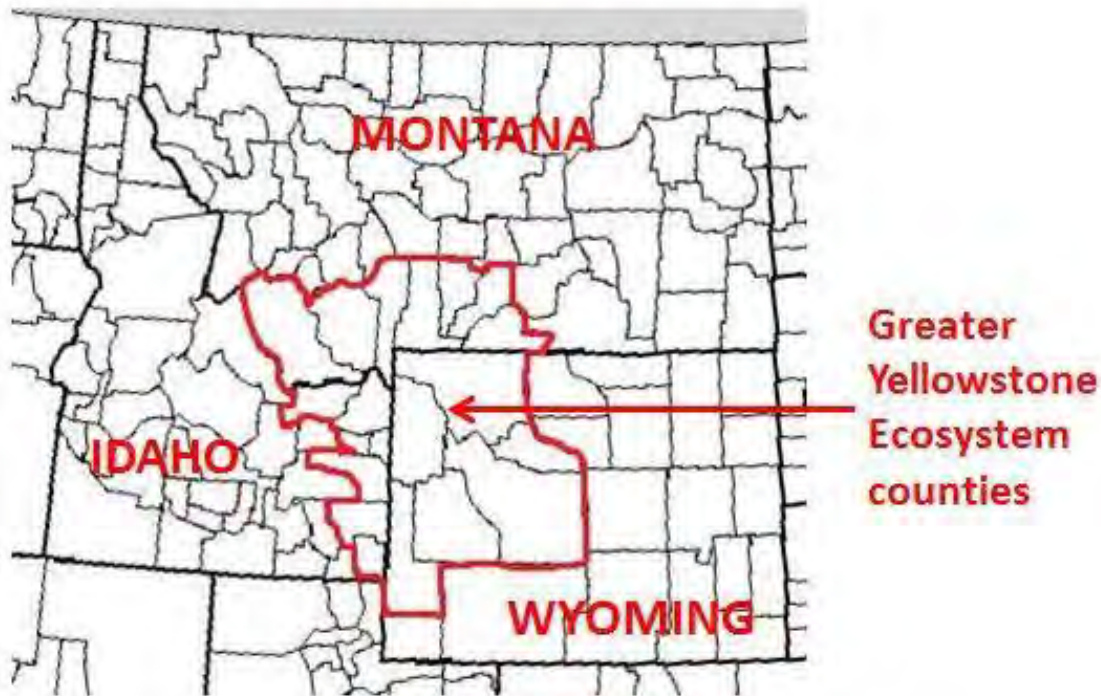 MONTANA
Greater
Yellowstone
Ecosystem
counties
IDAHO
WYOMING